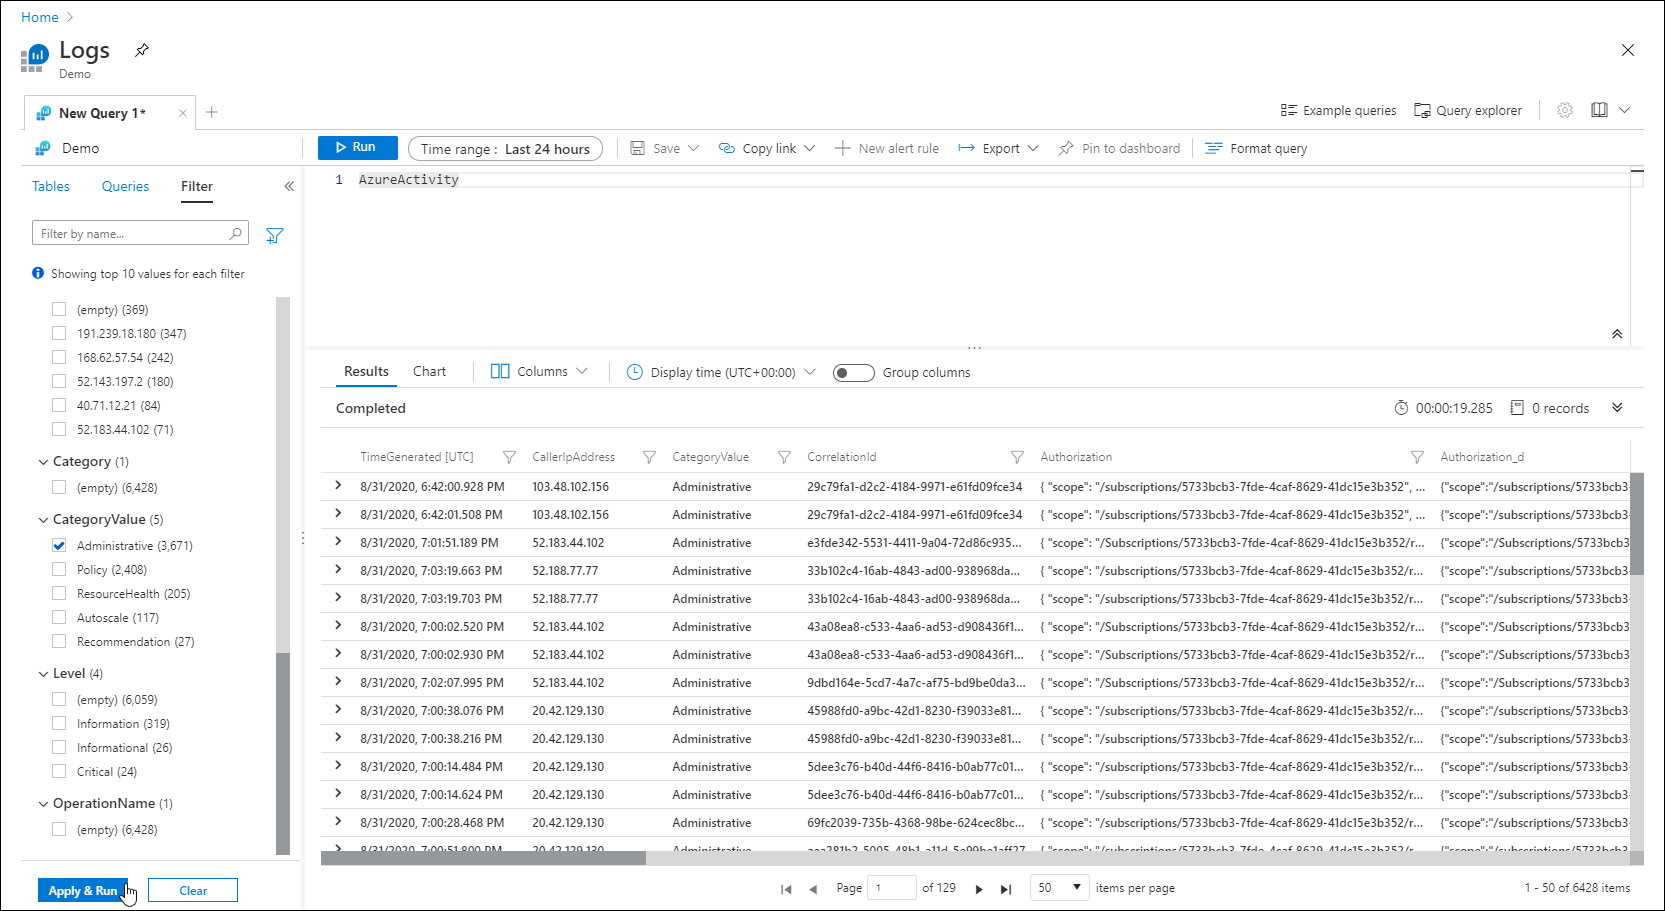 Home
Logs
Demo
New Query 1*
Example queries
Query explorer
Demo
Run
Time range : Last 24 hours
Save
Copy link
New alert rule
Export
Pin to dashboard
Format query
Tables
Queries
Filter
1 AzureActivity
Filter by name...
Showing top 10 values for each filter
(empty) (369)
191.239.18.180 (347)
168.62.57.54 (242)
52.143.197.2 (180)
40.71.12.21 (84)
52.183.44.102 (71)
Category (1)
(empty) (6,428)
CategoryValue (5)
Administrative (3,671)
Policy (2,408)
ResourceHealth (205)
Autoscale (117)
Recommendation (27)
Level (4)
(empty) (6,059)
Information (319)
Informational (26)
Critical (24)
OperationName (1)
(empty) (6,428)
Apply & Run
Clear
Results
Chart
Columns
Display time (UTC+00:00)
Group columns
Completed
00:00:19.285
0 records
TimeGenerated [UTC] CallerIpAddress CategoryValue CorrelationId Authorization Authorization_d
8/31/2020, 6:42:00.928 PM 103.48.102.156 Administrative 29c79fa1-d2c2-4184-9971-e61fd09fce34 { "scope": "/subscriptions/5733bcb3-7fde-4caf-8629-41dc15e3b352", ... {"scope":"/subscriptions/5733bcb3-
8/31/2020, 6:42:01.508 PM 103.48.102.156 Administrative 29c79fa1-d2c2-4184-9971-e61fd09fce34 { "scope": "/subscriptions/5733bcb3-7fde-4caf-8629-41dc15e3b352", ... {"scope":"/subscriptions/5733bcb3-
8/31/2020, 7:01:51.189 PM 52.183.44.102 Administrative e3fde342-5531-4411-9a04-72d86c935... { "scope": "/Subscriptions/5733bcb3-7fde-4caf-8629-41dc15e3b352/r... {"scope":"/Subscriptions/5733bcb3
8/31/2020, 7:03:19.663 PM 52.188.77.77 Administrative 33b102c4-16ab-4843-ad00-938968da... { "scope": "/subscriptions/5733bcb3-7fde-4caf-8629-41dc15e3b352/r... {"scope":"/subscriptions/5733bcb3-
8/31/2020, 7:03:19.703 PM 52.188.77.77 Administrative 33b102c4-16ab-4843-ad00-938968da... { "scope": "/subscriptions/5733bcb3-7fde-4caf-8629-41dc15e3b352/r... {"scope":"/subscriptions/5733bcb3-
8/31/2020, 7:00:02.520 PM 52.183.44.102 Administrative 43a08ea8-c533-4aa6-ad53-d908436f1... { "scope": "/Subscriptions/5733bcb3-7fde-4caf-8629-41dc15e3b352/r... {"scope":"/Subscriptions/5733bcb3
8/31/2020, 7:00:02.930 PM 52.183.44.102 Administrative 43a08ea8-c533-4aa6-ad53-d908436f1... { "scope": "/Subscriptions/5733bcb3-7fde-4caf-8629-41dc15e3b352/r... {"scope":"/Subscriptions/5733bcb3
8/31/2020, 7:02:07.995 PM 52.183.44.102 Administrative 9dbd164e-5cd7-4a7c-af75-bd9be0da3... { "scope": "/Subscriptions/5733bcb3-7fde-4caf-8629-41dc15e3b352/r... {"scope":"/Subscriptions/5733bcb3
8/31/2020, 7:00:38.076 PM 20.42.129.130 Administrative 45988fd0-a9bc-42d1-8230-f39033e81... { "scope": "/subscriptions/5733bcb3-7fde-4caf-8629-41dc15e3b352/r... {"scope":"/subscriptions/5733bcb3-
8/31/2020, 7:00:38.216 PM 20.42.129.130 Administrative 45988fd0-a9bc-42d1-8230-f39033e81... { "scope": "/subscriptions/5733bcb3-7fde-4caf-8629-41dc15e3b352/r... {"scope":"/subscriptions/5733bcb3-
8/31/2020, 7:00:14.484 PM 20.42.129.130 Administrative 5dee3c76-b40d-44f6-8416-b0ab77c01... { "scope": "/subscriptions/5733bcb3-7fde-4caf-8629-41dc15e3b352/r... {"scope":"/subscriptions/5733bcb3-
8/31/2020, 7:00:14.624 PM 20.42.129.130 Administrative 5dee3c76-b40d-44f6-8416-b0ab77c01... { "scope": "/subscriptions/5733bcb3-7fde-4caf-8629-41dc15e3b352/r... {"scope":"/subscriptions/5733bcb3-
8/31/2020, 7:00:28.468 PM 20.42.129.130 Administrative 69fc2039-735b-4368-98be-624cec8bc... { "scope": "/subscriptions/5733bcb3-7fde-4caf-8629-41dc15e3b352/r... {"scope":"/subscriptions/5733bcb3-
8/31/2020, 7:00:51.800 PM 20.42.129.130 Administrative
Page 1 of 129
50 items per page
1 - 50 of 6428 items